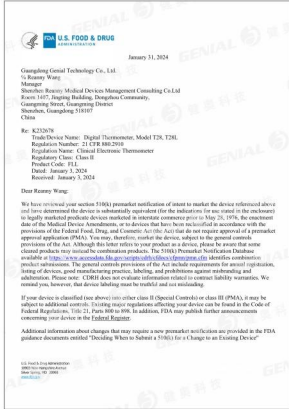 FDA U.S. FOOD & DRUG
ADMINISTRATION
January 31, 2024
Guangdong Genial Technology Co., Ltd.
℅ Reanny Wang
Manager
Shenzhen Reanny Medical Devices Management Consulting Co.Ltd
Room 3407, Jingting Building, Dongzhou Community,
Guangming Street, Guangming District
Shenzhen, Guangdong 518107
China
Re: K232678
Trade/Device Name: Digital Thermometer, Model T28, T28L
Regulation Number: 21 CFR 880.2910
Regulation Name: Clinical Electronic Thermometer
Regulatory Class: Class II
Product Code: FLL
Dated: January 3, 2024
Received: January 3, 2024
Dear Reanny Wang:
We have reviewed your section 510(k) premarket notification of intent to market the device referenced above
and have determined the device is substantially equivalent (for the indications for use stated in the enclosure)
to legally marketed predicate devices marketed in interstate commerce prior to May 28, 1976, the enactment
date of the Medical Device Amendments, or to devices that have been reclassified in accordance with the
provisions of the Federal Food, Drug, and Cosmetic Act (the Act) that do not require approval of a premarket
approval application (PMA). You may, therefore, market the device, subject to the general controls
provisions of the Act. Although this letter refers to your product as a device, please be aware that some
cleared products may instead be combination products. The 510(k) Premarket Notification Database
available at https://www.accessdata.fda.gov/scripts/cdrh/cfdocs/cfpmn/pmn.cfm identifies combination
product submissions. The general controls provisions of the Act include requirements for annual registration,
listing of devices, good manufacturing practice, labeling, and prohibitions against misbranding and
adulteration. Please note: CDRH does not evaluate information related to contract liability warranties. We
remind you, however, that device labeling must be truthful and not misleading.
If your device is classified (see above) into either class II (Special Controls) or class III (PMA), it may be
subject to additional controls. Existing major regulations affecting your device can be found in the Code of
Federal Regulations, Title 21, Parts 800 to 898. In addition, FDA may publish further announcements
concerning your device in the Federal Register.
Additional information about changes that may require a new premarket notification are provided in the FDA
guidance documents entitled "Deciding When to Submit a 510(k) for a Change to an Existing Device"
U.S. Food & Drug Administration
10903 New Hampshire Avenue
Silver Spring, MD 20993
www.fda.gov
GENIAL